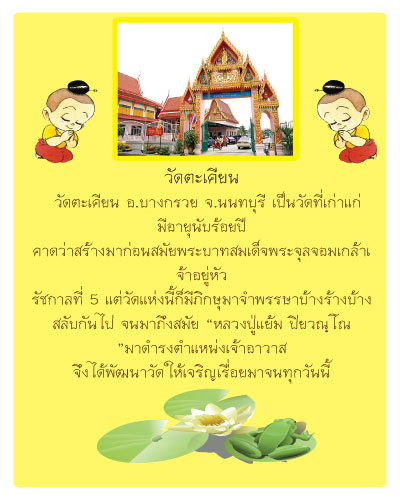 วัดตะเคียน
วัดตะเคียน อ.บางกรวย จ.นนทบุรี เป็นวัดที่เก่าแก่
มีอายุนับร้อยปี
คาดว่าสร้างมาก่อนสมัยพระบาทสมเด็จพระจุลจอมเกล้าเ
จ้าอยู่หัว
รัชกาลที่ 5 แต่วัดแห่งนี้ก็มีภิกษุมาจำพรรษาบ้างร้างบ้าง
สลับกันไป จนมาถึงสมัย “หลวงปู่แย้ม ปิยวณฺโณ
”มาดำรงตำแหน่งเจ้าอาวาส
จึงได้พัฒนาวัดให้เจริญเรื่อยมาจนทุกวันนี้